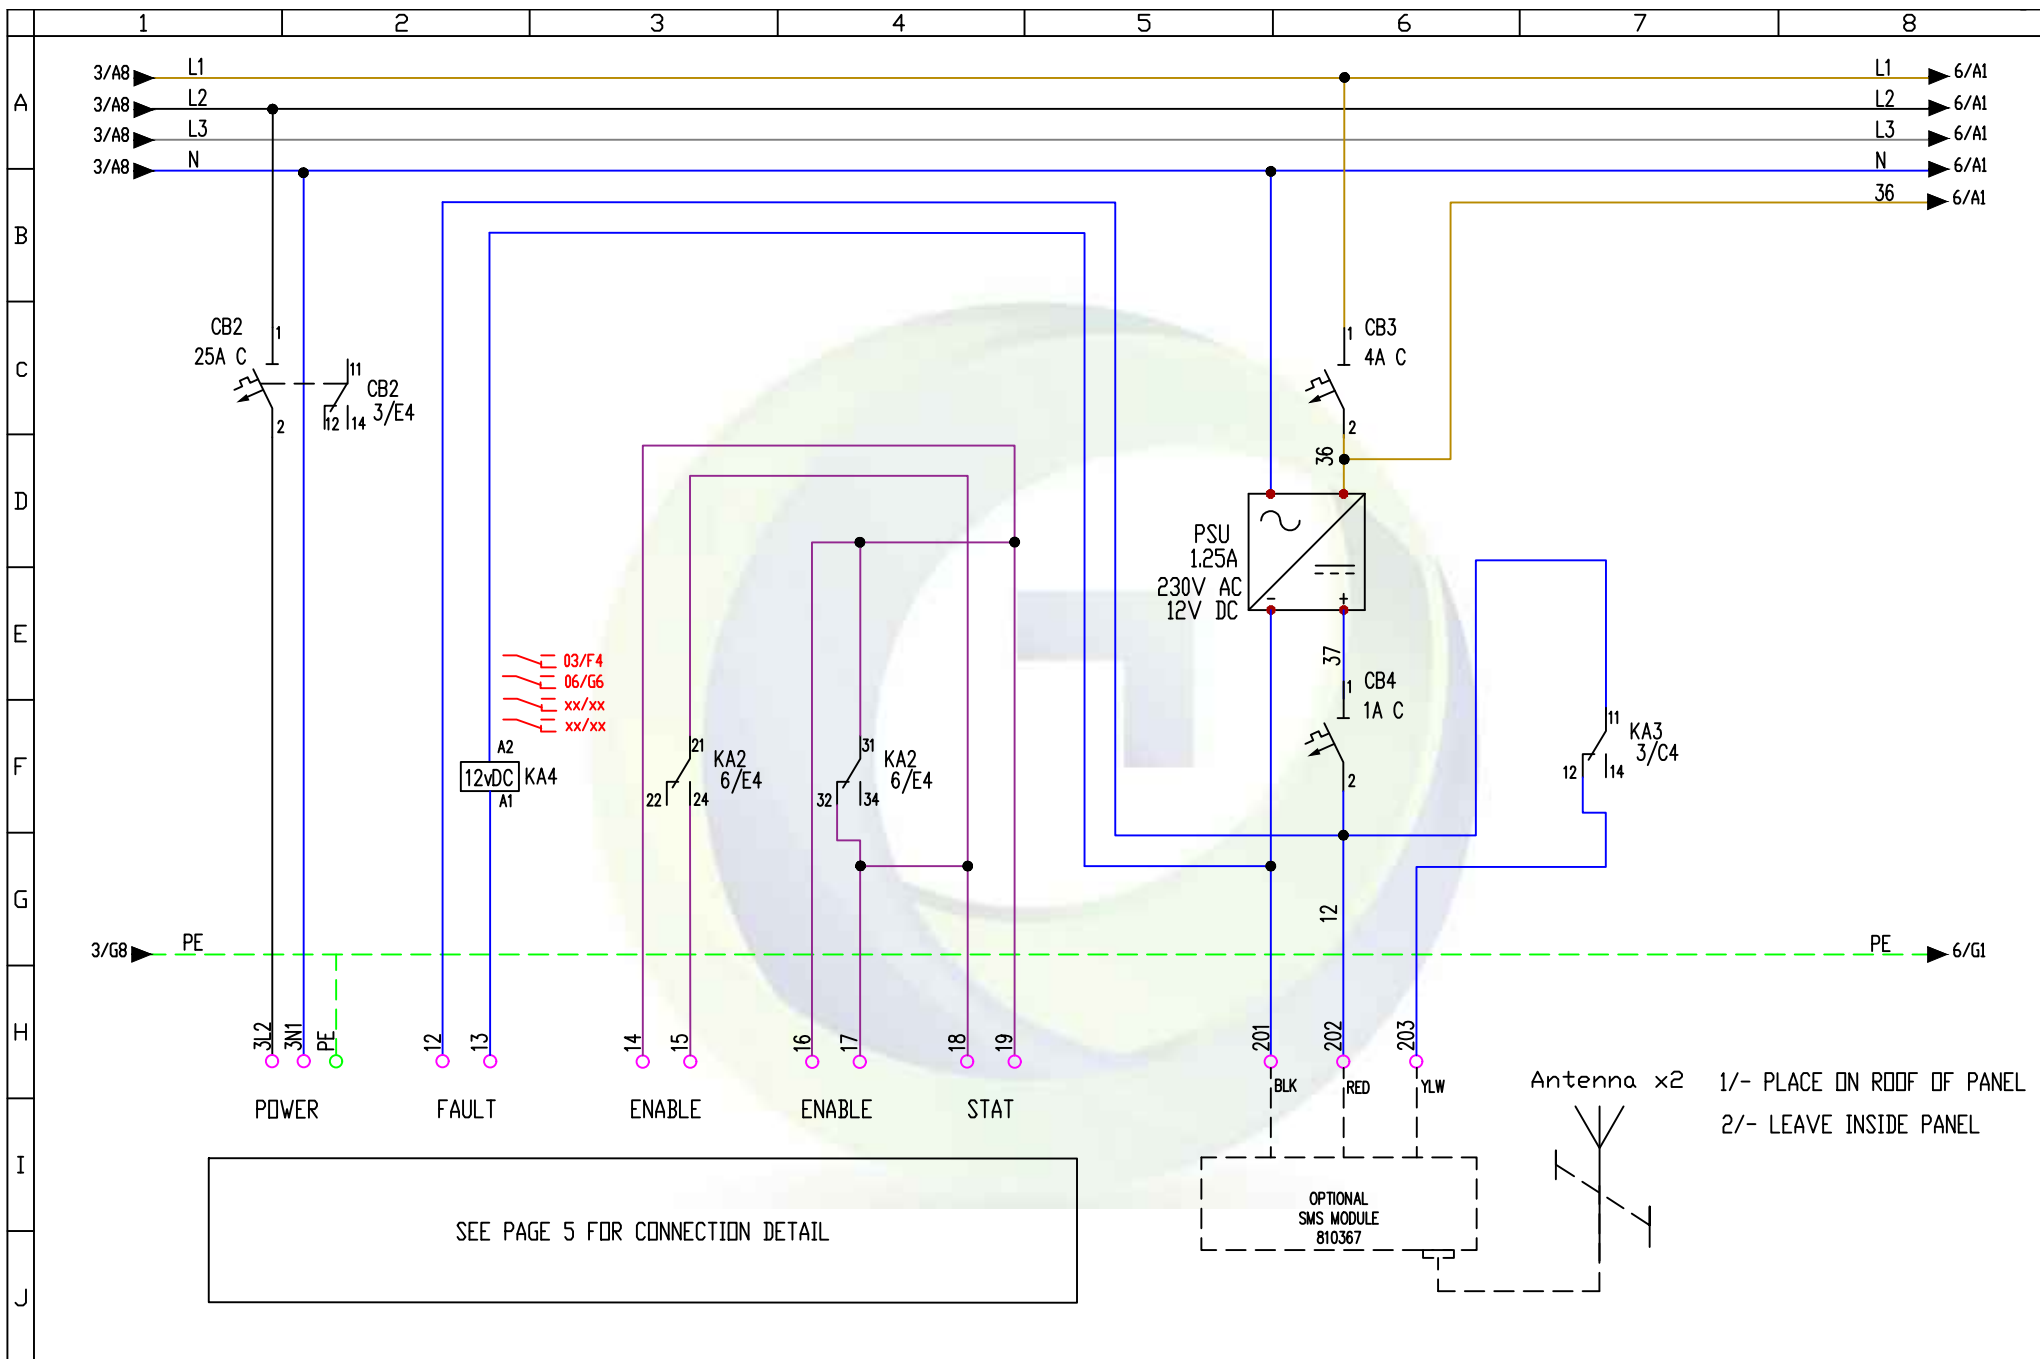 1 2 3 4 5 6 7 8
A
B
C
D
E
F
G
H
I
J
3/A8 L1 L1 6/A1
3/A8 L2 L2 6/A1
3/A8 L3 L3 6/A1
3/A8 N N 6/A1
36 6/A1
CB2 1
25A C
11
CB2
3/E4
2 12 14
1 CB3
4A C
2
36
PSU
1.25A
230V AC
12V DC
- +
37
1 CB4
1A C
2
03/F4
06/G6
xx/xx
xx/xx
A2
12vDC KA4
A1
21
KA2
6/E4
22 24
31
KA2
6/E4
32 34
11
KA3
3/C4
12 14
12
3/G8 PE PE 6/G1
3L2 3N1 PE 12 13 14 15 16 17 18 19 201 202 203
BLK RED YLW
POWER FAULT ENABLE ENABLE STAT
Antenna x2 1/- PLACE ON ROOF OF PANEL
2/- LEAVE INSIDE PANEL
OPTIONAL
SMS MODULE
810367
SEE PAGE 5 FOR CONNECTION DETAIL